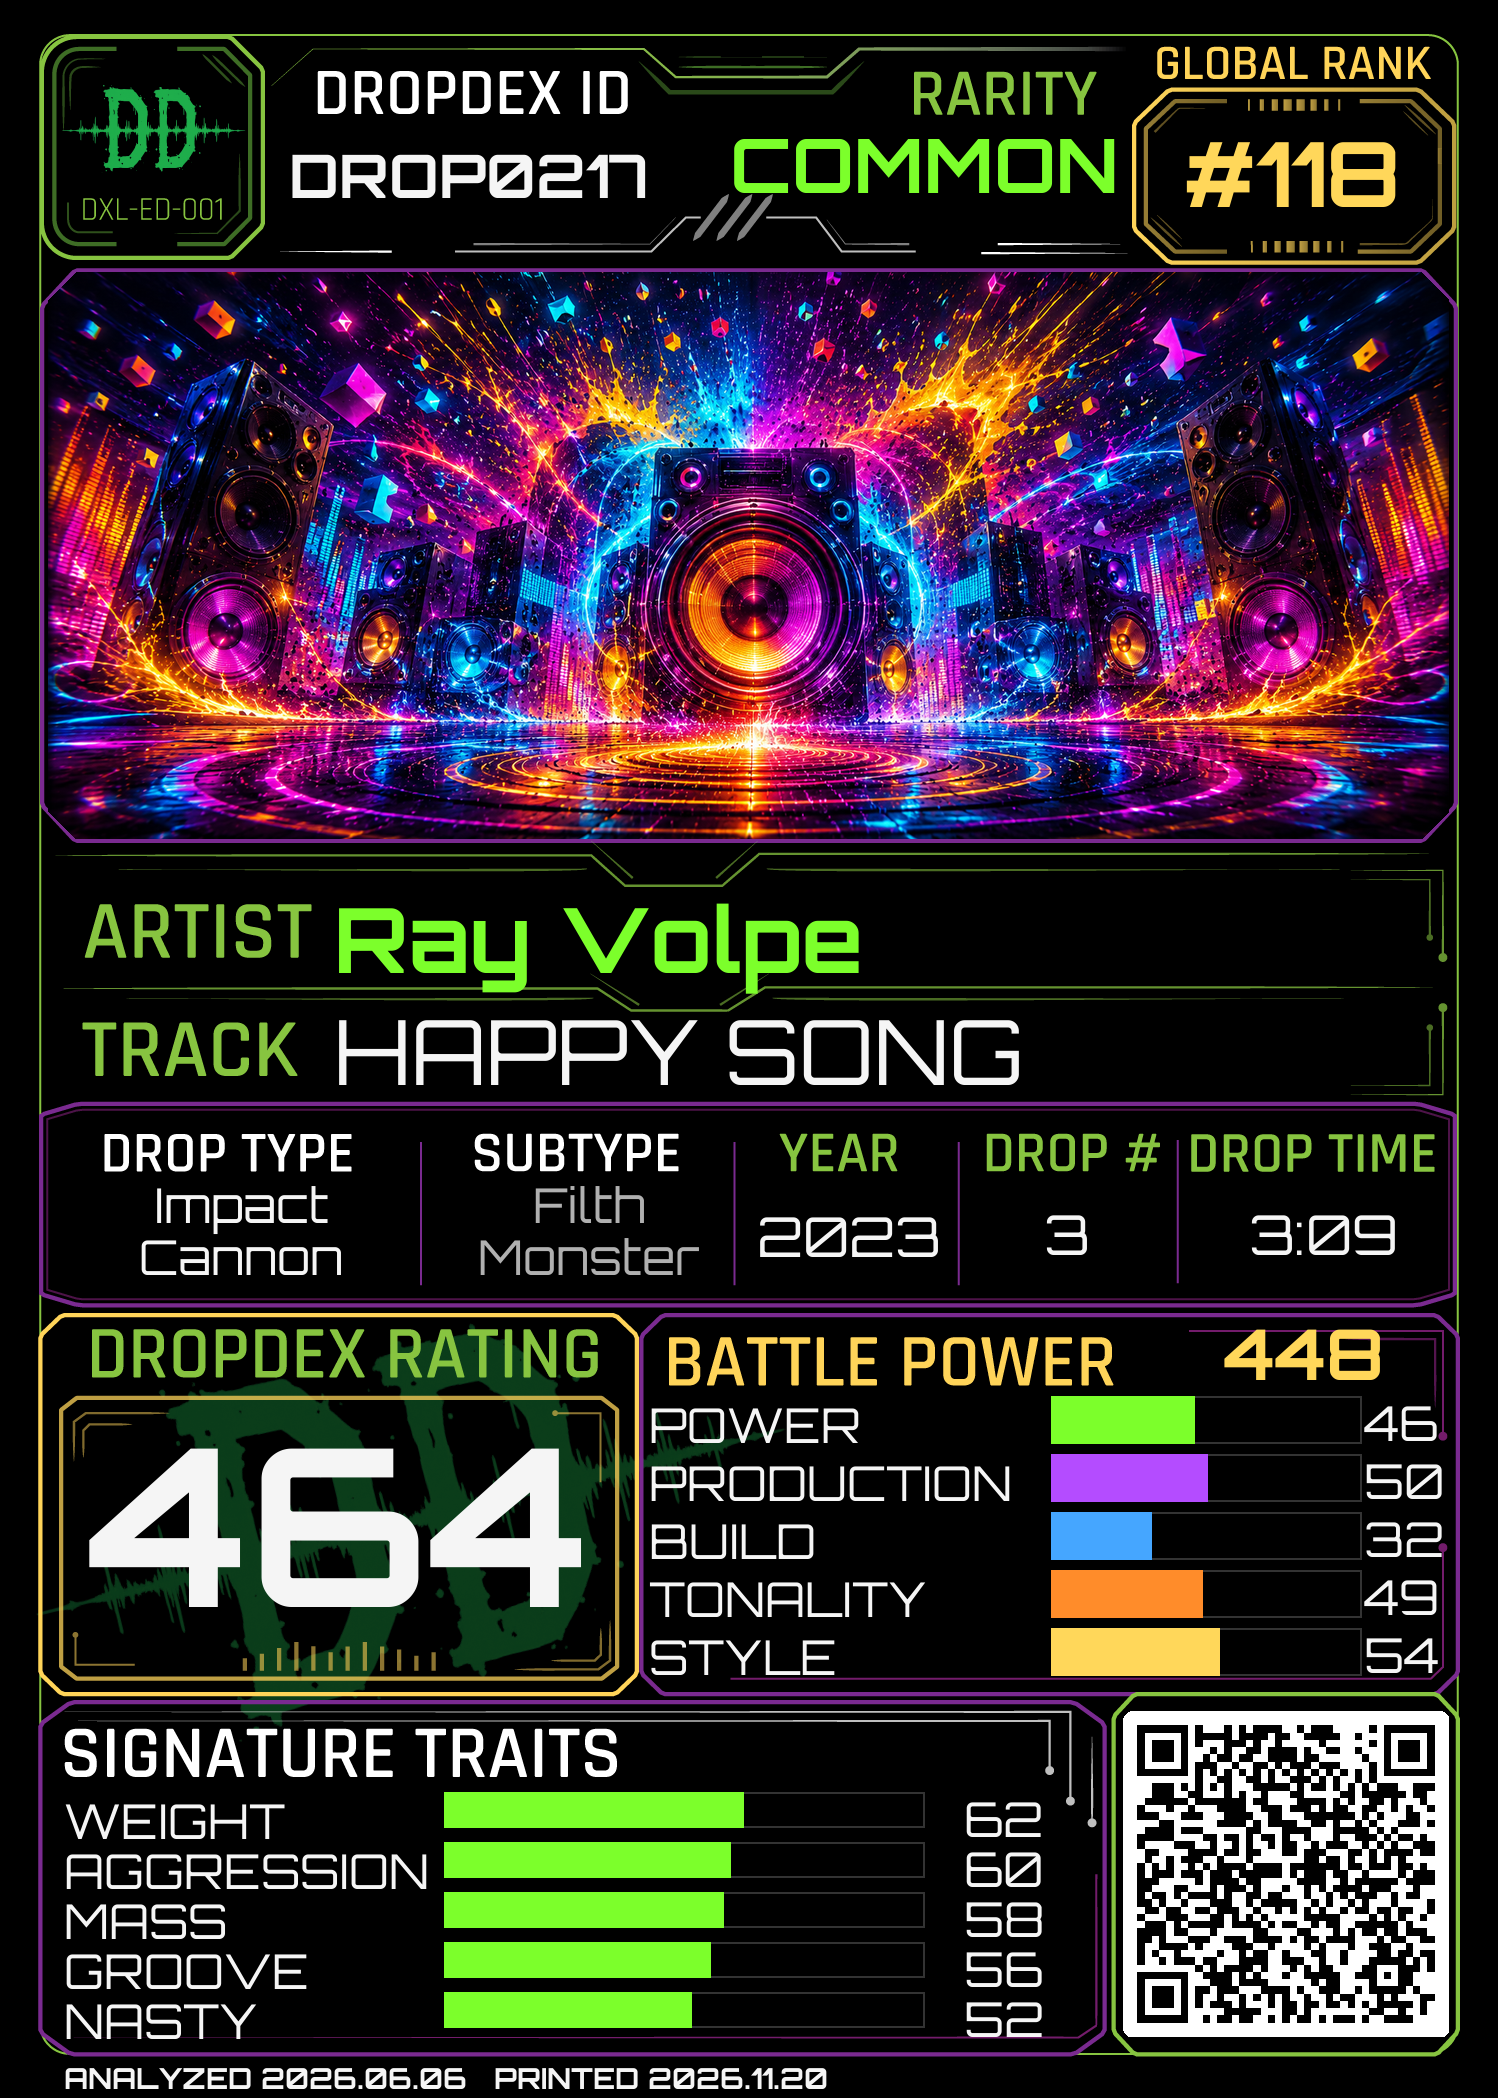 DD
DXL-ED-001
DROPDEX ID
DROP0217
RARITY
COMMON
GLOBAL RANK
#118
ARTIST Ray Volpe
TRACK HAPPY SONG
DROP TYPE
Impact
Cannon
SUBTYPE
Filth
Monster
YEAR
2023
DROP #
3
DROP TIME
3:09
DROPDEX RATING
464
BATTLE POWER 448
POWER 46
PRODUCTION 50
BUILD 32
TONALITY 49
STYLE 54
SIGNATURE TRAITS
WEIGHT 62
AGGRESSION 60
MASS 58
GROOVE 56
NASTY 52
ANALYZED 2026.06.06 PRINTED 2026.11.20